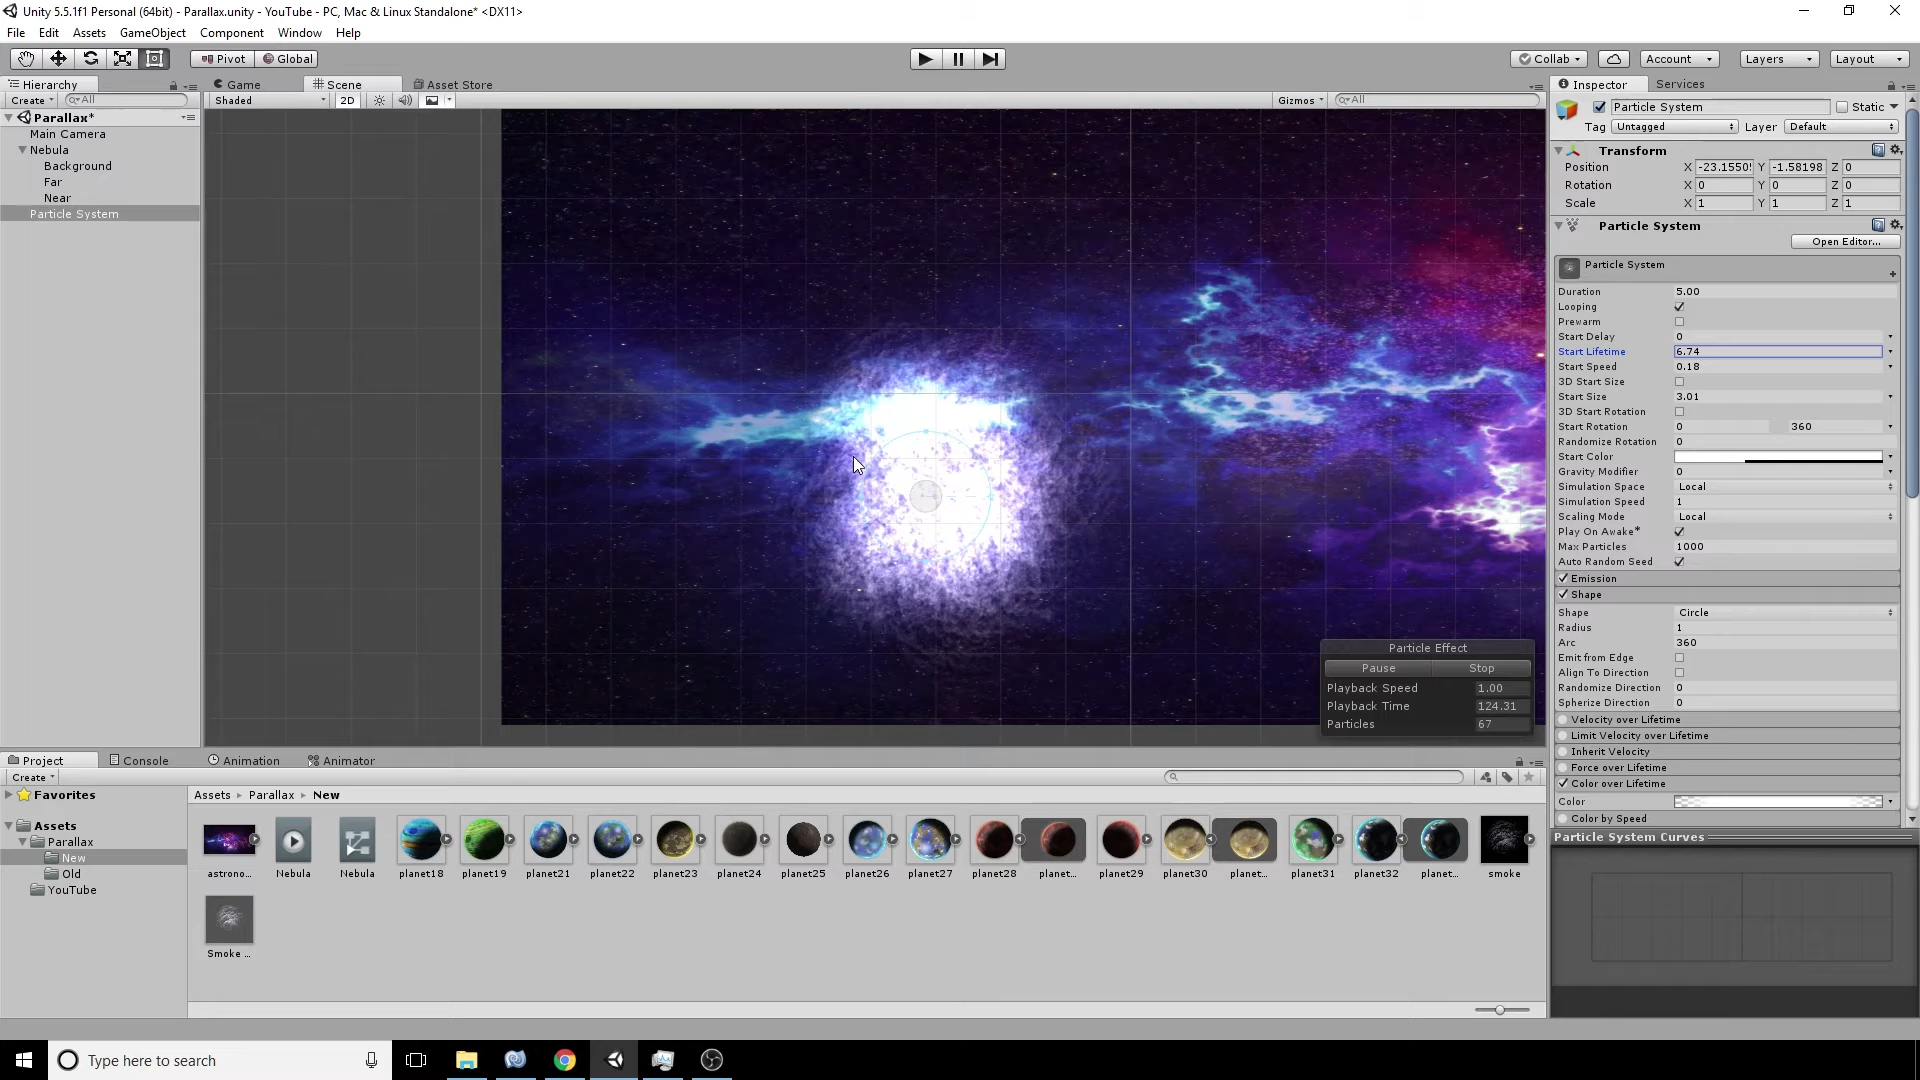 Unity 5.5.1f1 Personal (64bit) - Parallax.unity - YouTube - PC, Mac & Linux Standalone* <DX11>
File Edit Assets GameObject Component Window Help
Pivot Global Collab Account Layers Layout
Hierarchy Game Scene Asset Store Inspector Services
Create All Shaded 2D Gizmos All
Particle System Static
Parallax*
Tag Untagged Layer Default
Main Camera
Nebula
Background
Far
Near
Particle System
Transform
Position X -23.1550 Y -1.58198 Z 0
Rotation X 0 Y 0 Z 0
Scale X 1 Y 1 Z 1
Particle System
Open Editor...
Particle System
Duration 5.00
Looping
Prewarm
Start Delay 0
Start Lifetime 6.74
Start Speed 0.18
3D Start Size
Start Size 3.01
3D Start Rotation
Start Rotation 0 360
Randomize Rotation 0
Start Color
Gravity Modifier 0
Simulation Space Local
Simulation Speed 1
Scaling Mode Local
Play On Awake*
Max Particles 1000
Auto Random Seed
Emission
Shape
Shape Circle
Radius 1
Arc 360
Emit from Edge
Align To Direction
Randomize Direction 0
Spherize Direction 0
Velocity over Lifetime
Limit Velocity over Lifetime
Inherit Velocity
Force over Lifetime
Color over Lifetime
Color
Color by Speed
Particle System Curves
Particle Effect
Pause Stop
Playback Speed 1.00
Playback Time 124.31
Particles 67
Project Console Animation Animator
Create
Favorites
Assets
Parallax
New
Old
YouTube
Assets Parallax New
astrono... Nebula Nebula planet18 planet19 planet21 planet22 planet23 planet24 planet25 planet26 planet27 planet28 planet... planet29 planet30 planet... planet31 planet32 planet... smoke
Smoke ...
Type here to search